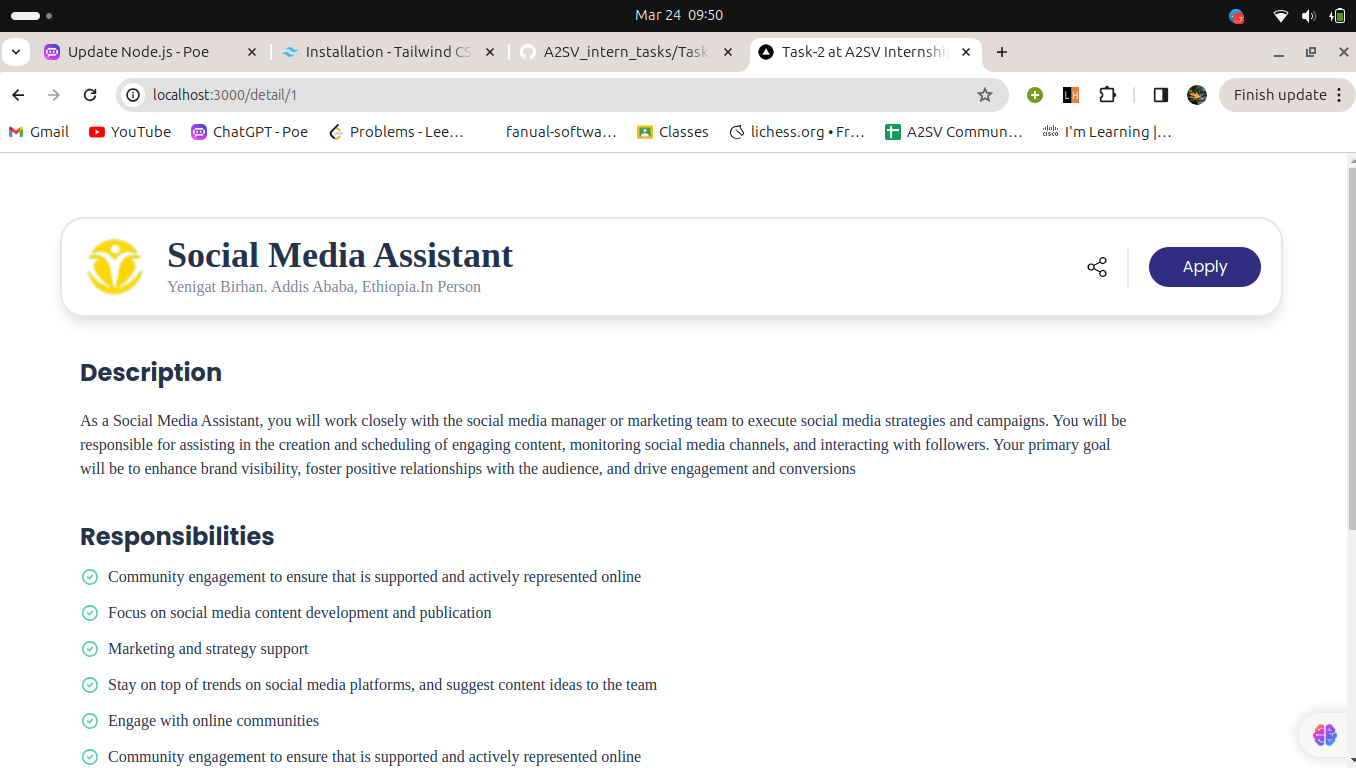 Mar 24 09:50
Update Node.js - Poe
Installation - Tailwind CS
A2SV_intern_tasks/Task
Task-2 at A2SV Internshi
localhost:3000/detail/1
Finish update
Gmail
YouTube
ChatGPT - Poe
Problems - Lee…
fanual-softwa…
Classes
lichess.org • Fr…
A2SV Commun…
I'm Learning |…
Social Media Assistant
Yenigat Birhan. Addis Ababa, Ethiopia.In Person
Apply
Description
As a Social Media Assistant, you will work closely with the social media manager or marketing team to execute social media strategies and campaigns. You will be
responsible for assisting in the creation and scheduling of engaging content, monitoring social media channels, and interacting with followers. Your primary goal
will be to enhance brand visibility, foster positive relationships with the audience, and drive engagement and conversions
Responsibilities
Community engagement to ensure that is supported and actively represented online
Focus on social media content development and publication
Marketing and strategy support
Stay on top of trends on social media platforms, and suggest content ideas to the team
Engage with online communities
Community engagement to ensure that is supported and actively represented online